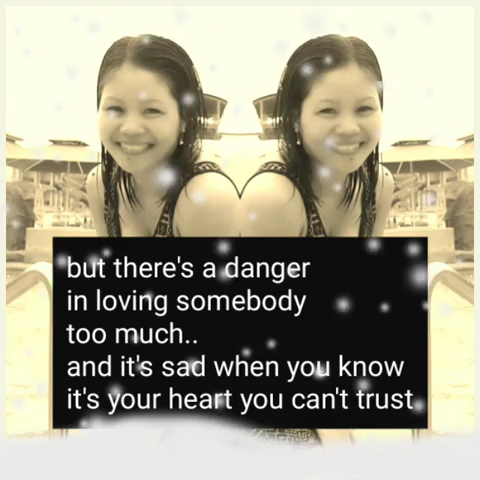 but there's a danger
in loving somebody
too much..
and it's sad when you know
it's your heart you can't trust